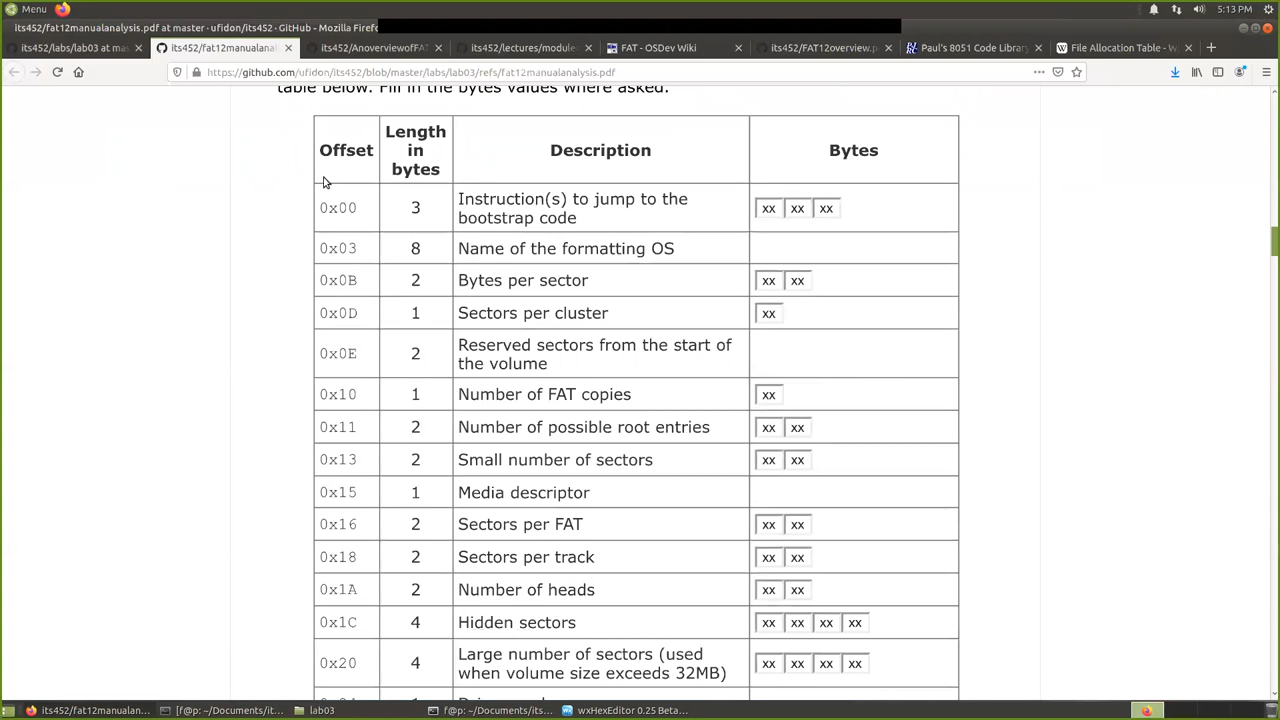 Menu
5:13 PM
its452/fat12manualanalysis.pdf at master · ufidon/its452 · GitHub - Mozilla Firefo
its452/labs/lab03 at mas
its452/fat12manualanal
its452/AnoverviewofFAT
its452/lectures/module
FAT - OSDev Wiki
its452/FAT12overview.p
Paul's 8051 Code Library
File Allocation Table - W
https://github.com/ufidon/its452/blob/master/labs/lab03/refs/fat12manualanalysis.pdf
table below. Fill in the bytes values where asked.
Offset Length in bytes Description Bytes
0x00 3 Instruction(s) to jump to the bootstrap code xx xx xx
0x03 8 Name of the formatting OS
0x0B 2 Bytes per sector xx xx
0x0D 1 Sectors per cluster xx
0x0E 2 Reserved sectors from the start of the volume
0x10 1 Number of FAT copies xx
0x11 2 Number of possible root entries xx xx
0x13 2 Small number of sectors xx xx
0x15 1 Media descriptor
0x16 2 Sectors per FAT xx xx
0x18 2 Sectors per track xx xx
0x1A 2 Number of heads xx xx
0x1C 4 Hidden sectors xx xx xx xx
0x20 4 Large number of sectors (used when volume size exceeds 32MB) xx xx xx xx
its452/fat12manualan...
[f@p: ~/Documents/it...
lab03
f@p: ~/Documents/its...
wxHexEditor 0.25 Beta...